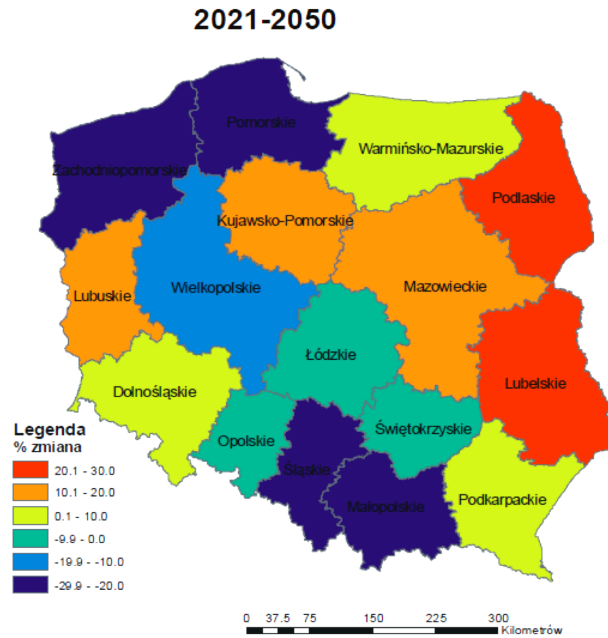 2021-2050
Pomorskie
Warmińsko-Mazurskie
Zachodniopomorskie
Podlaskie
Kujawsko-Pomorskie
Mazowieckie
Wielkopolskie
Lubuskie
Łódzkie
Lubelskie
Dolnośląskie
Świętokrzyskie
Opolskie
Śląskie
Podkarpackie
Małopolskie
Legenda
% zmiana
20.1 - 30.0
10.1 - 20.0
0.1 - 10.0
-9.9 - 0.0
-19.9 - -10.0
-29.9 - -20.0
0 37.5 75 150 225 300
Kilometrów